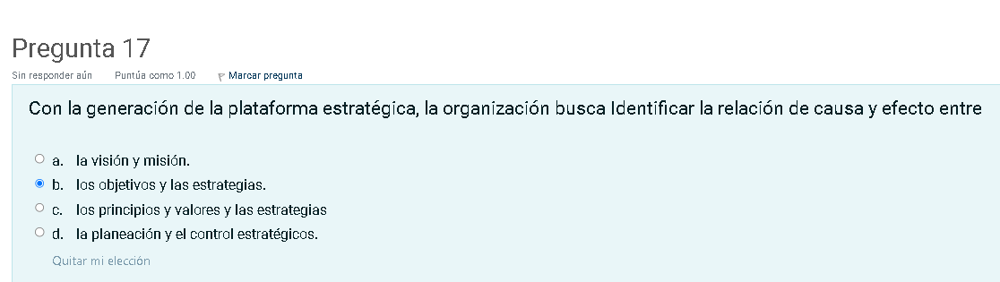 Pregunta 17
Sin responder aún Puntúa como 1.00 Marcar pregunta
Con la generación de la plataforma estratégica, la organización busca Identificar la relación de causa y efecto entre
a. la visión y misión.
b. los objetivos y las estrategias.
c. los principios y valores y las estrategias
d. la planeación y el control estratégicos.
Quitar mi elección